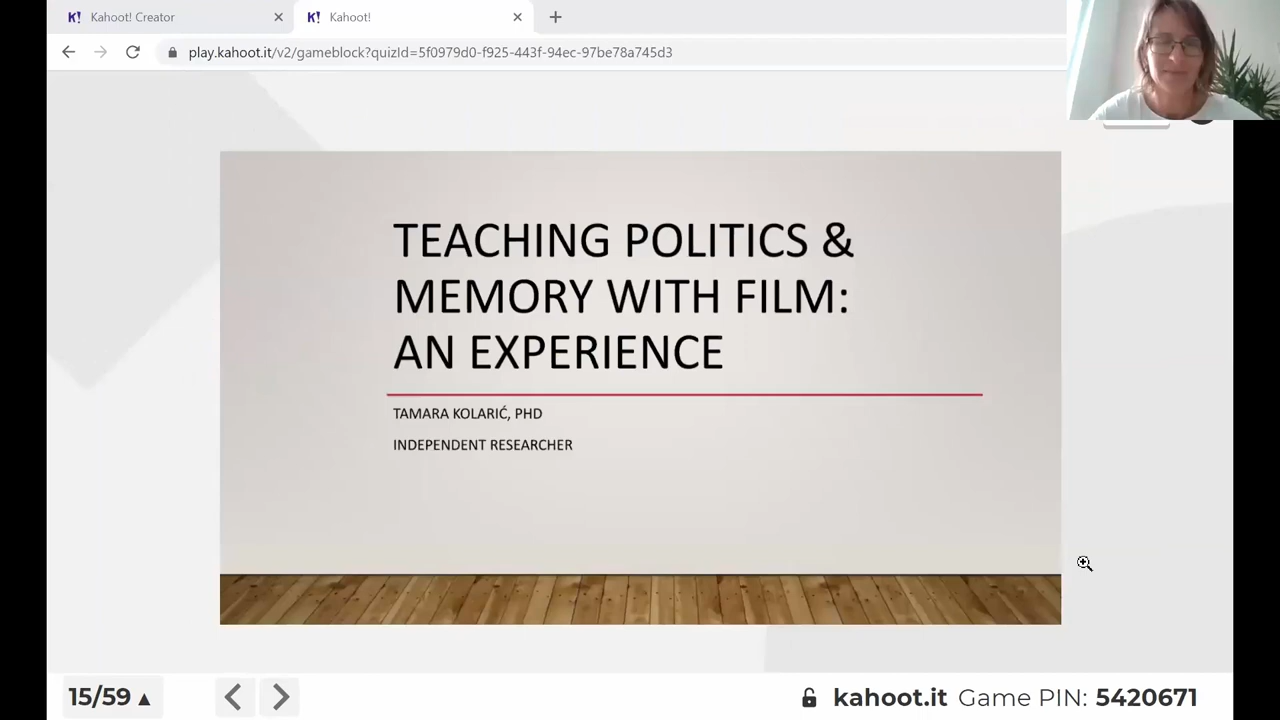 K! Kahoot! Creator
K! Kahoot!
play.kahoot.it/v2/gameblock?quizId=5f0979d0-f925-443f-94ec-97be78a745d3
TEACHING POLITICS &
MEMORY WITH FILM:
AN EXPERIENCE
TAMARA KOLARIĆ, PHD
INDEPENDENT RESEARCHER
15/59
kahoot.it Game PIN: 5420671